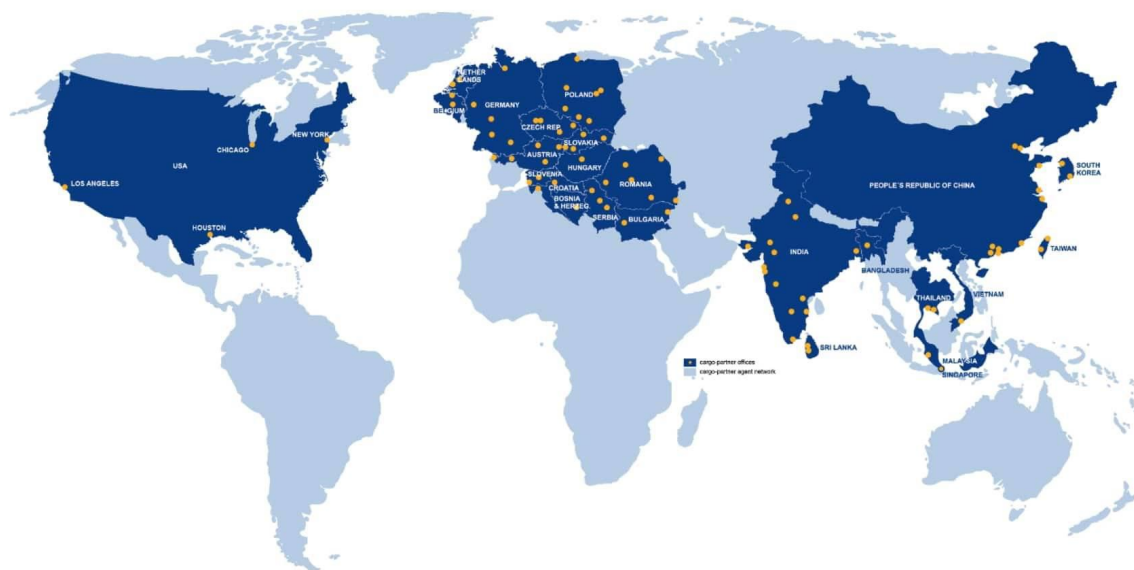 USA
LOS ANGELES
CHICAGO
NEW YORK
HOUSTON
NETHER
LANDS
BELGIUM
GERMANY
POLAND
CZECH REP.
SLOVAKIA
AUSTRIA
HUNGARY
SLOVENIA
CROATIA
ROMANIA
BOSNIA
& HERZEG.
SERBIA
BULGARIA
PEOPLE´S REPUBLIC OF CHINA
SOUTH
KOREA
TAIWAN
INDIA
BANGLADESH
THAILAND
VIETNAM
SRI LANKA
MALAYSIA
SINGAPORE
cargo-partner offices
cargo-partner agent network